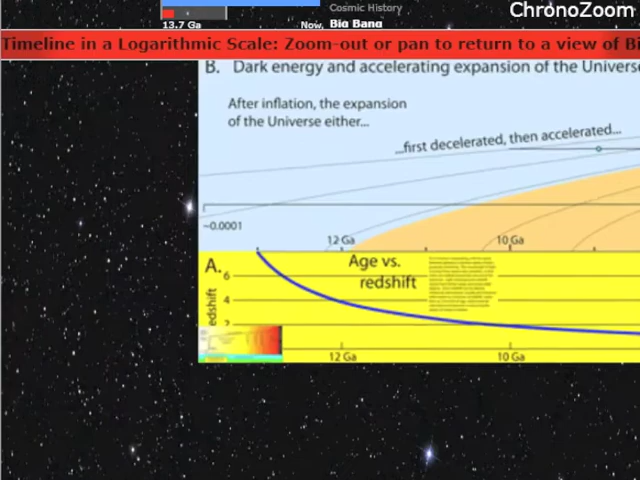 Cosmic History
ChronoZoom
13.7 Ga
Now,
Big Bang
Timeline in a Logarithmic Scale: Zoom-out or pan to return to a view of Bi
B. Dark energy and accelerating expansion of the Universe
After inflation, the expansion
of the Universe either...
...first decelerated, then accelerated...
~0.0001
12 Ga
10 Ga
A.
Age vs.
redshift
6
4
2
edshift
12 Ga
10 Ga